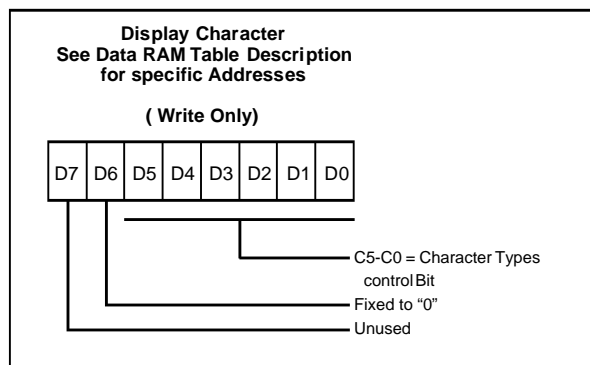 Display Character
See Data RAM Table Description
for specific Addresses
( Write Only)
D7 D6 D5 D4 D3 D2 D1 D0
C5-C0 = Character Types
control Bit
Fixed to “0”
Unused